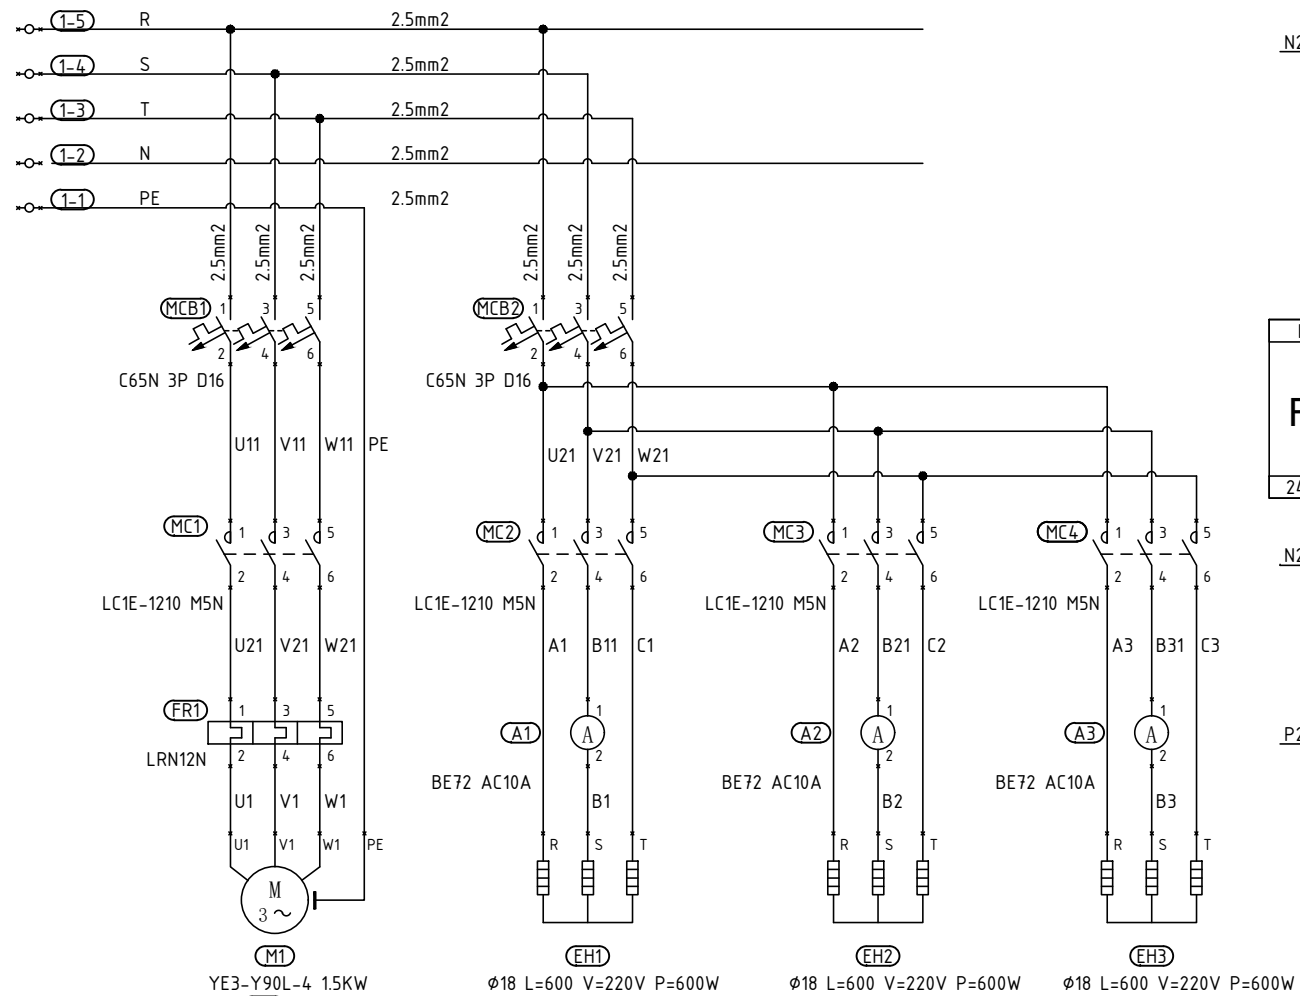 1-5 R 2.5mm2
N2
1-4 S 2.5mm2
1-3 T 2.5mm2
1-2 N 2.5mm2
1-1 PE 2.5mm2
2.5mm2 2.5mm2 2.5mm2 2.5mm2 2.5mm2 2.5mm2
MCB1 1 3 5 MCB2 1 3 5
2 4 6 2 4 6
C65N 3P D16 C65N 3P D16
U11 V11 W11 PE U21 V21 W21
24
MC1 1 3 5 MC2 1 3 5 MC3 1 3 5 MC4 1 3 5
N2
2 4 6 2 4 6 2 4 6 2 4 6
LC1E-1210 M5N LC1E-1210 M5N LC1E-1210 M5N LC1E-1210 M5N
U21 V21 W21 A1 B11 C1 A2 B21 C2 A3 B31 C3
FR1 1 3 5 1 1 1
A1 A A2 A A3 A
P2
LRN12N 2 4 6 2 2 2
BE72 AC10A BE72 AC10A BE72 AC10A
U1 V1 W1 B1 B2 B3
U1 V1 W1 PE R S T R S T R S T
M
3 ~
M1 EH1 EH2 EH3
YE3-Y90L-4 1.5KW φ18 L=600 V=220V P=600W φ18 L=600 V=220V P=600W φ18 L=600 V=220V P=600W